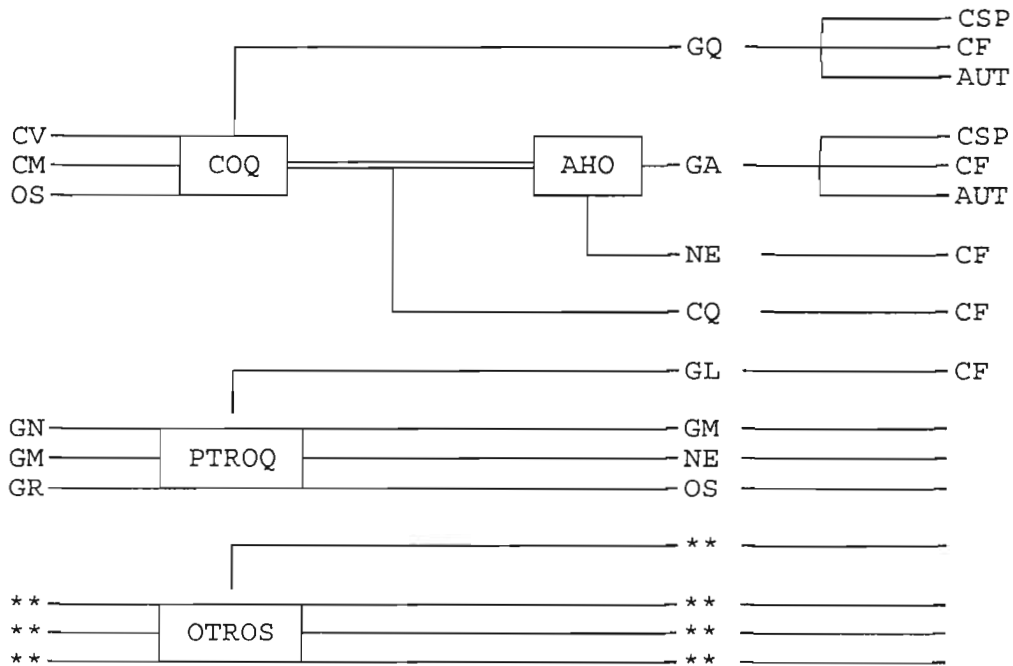 CSP
GQ CF
AUT
CV CSP
CM COQ AHO GA CF
OS AUT
NE CF
CQ CF
GL CF
GN GM
GM PTROQ NE
GR OS
**
** **
** OTROS **
** **